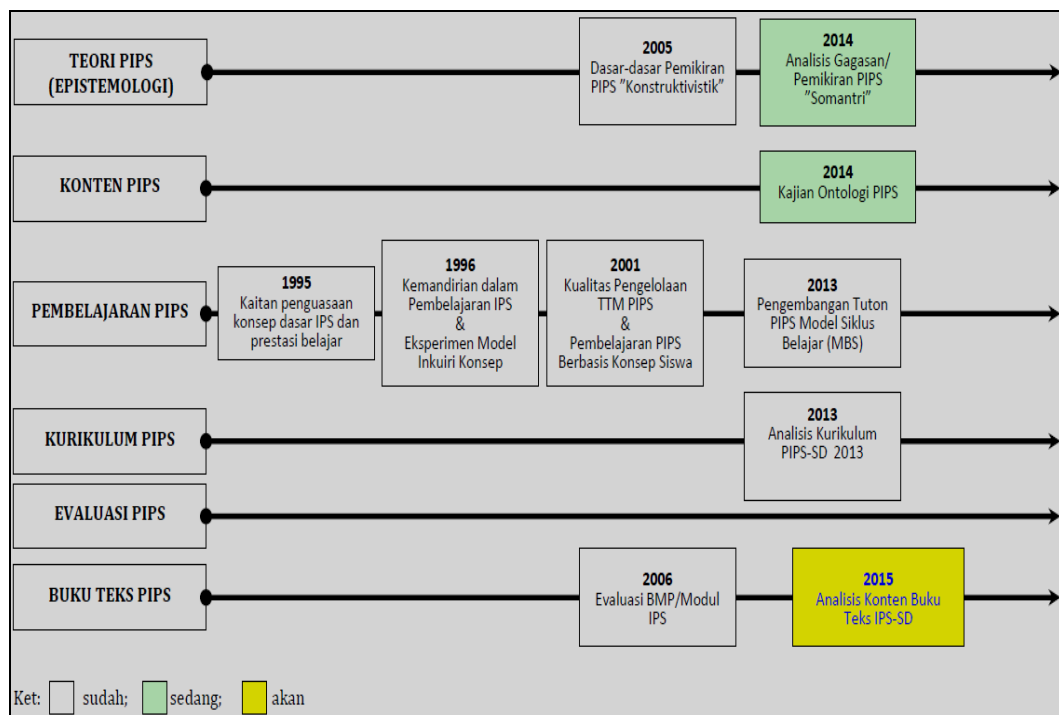 TEORI PIPS
(EPISTEMOLOGI)
2005
Dasar-dasar Pemikiran
PIPS ”Konstruktivistik”
2014
Analisis Gagasan/
Pemikiran PIPS
”Somantri”
KONTEN PIPS
2014
Kajian Ontologi PIPS
PEMBELAJARAN PIPS
1995
Kaitan penguasaan
konsep dasar IPS dan
prestasi belajar
1996
Kemandirian dalam
Pembelajaran IPS
&
Eksperimen Model
Inkuiri Konsep
2001
Kualitas Pengelolaan
TTM PIPS
&
Pembelajaran PIPS
Berbasis Konsep Siswa
2013
Pengembangan Tuton
PIPS Model Siklus
Belajar (MBS)
KURIKULUM PIPS
2013
Analisis Kurikulum
PIPS-SD 2013
EVALUASI PIPS
BUKU TEKS PIPS
2006
Evaluasi BMP/Modul
IPS
2015
Analisis Konten Buku
Teks IPS-SD
Ket: sudah; sedang; akan